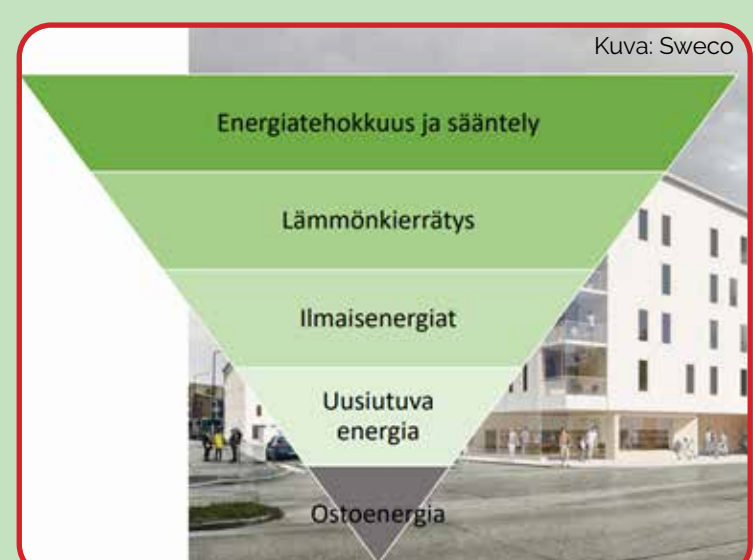 Kuva: Sweco
Energiatehokkuus ja sääntely
Lämmönkierrätys
Ilmaisenergiat
Uusiutuva
energia
Ostoenergia